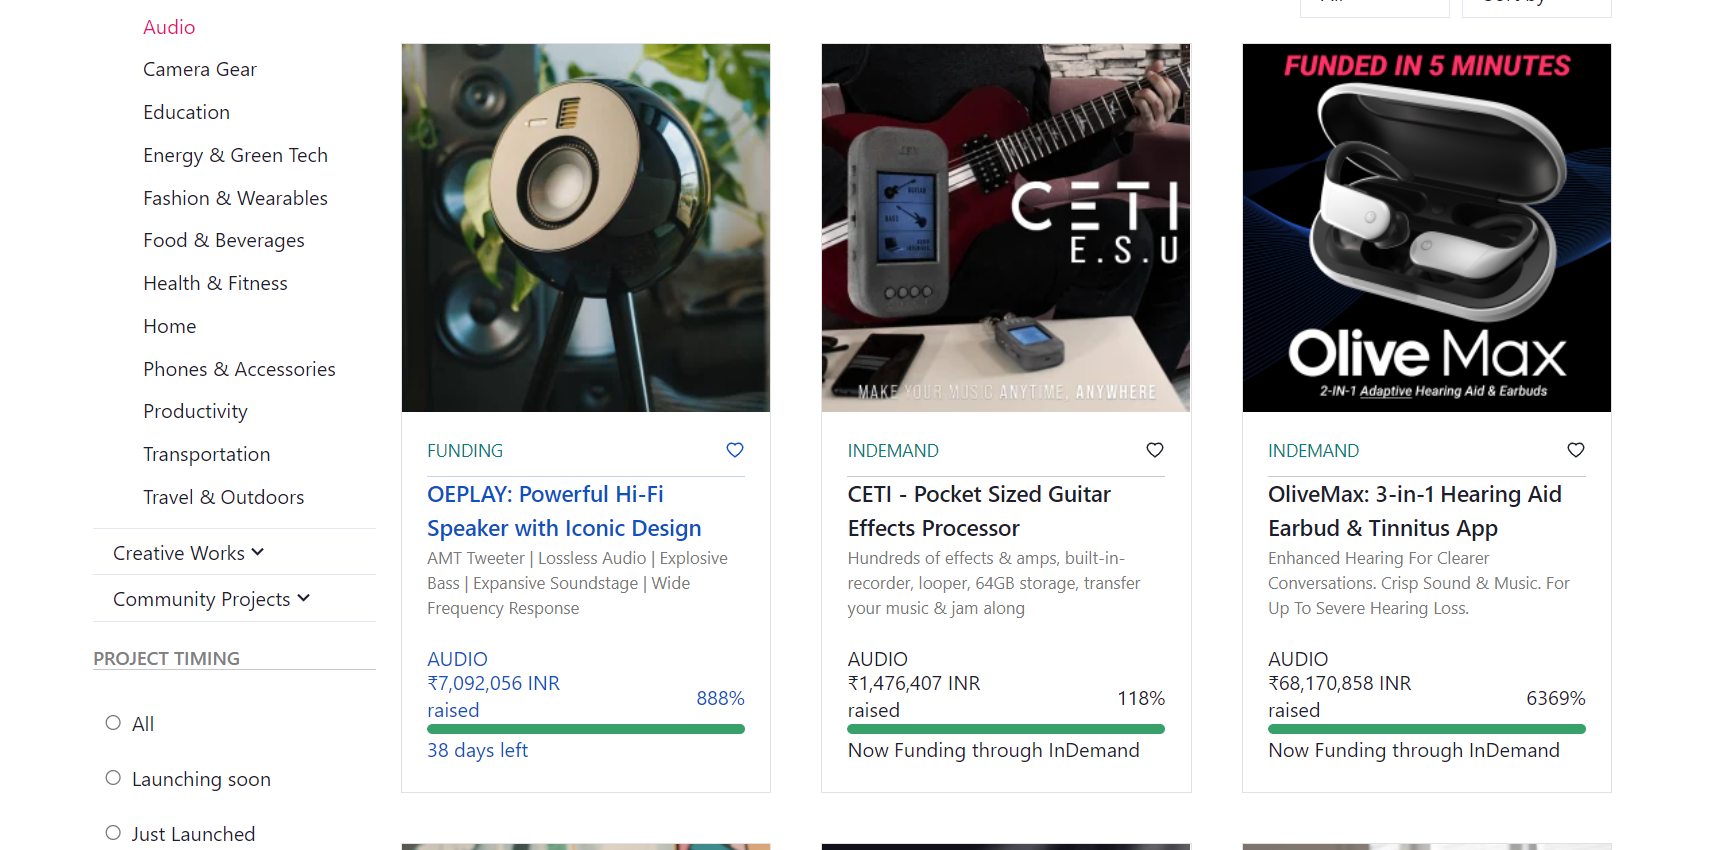 Audio
Camera Gear
Education
Energy & Green Tech
Fashion & Wearables
Food & Beverages
Health & Fitness
Home
Phones & Accessories
Productivity
Transportation
Travel & Outdoors
Creative Works
Community Projects
PROJECT TIMING
All
Launching soon
Just Launched
FUNDING
OEPLAY: Powerful Hi-Fi
Speaker with Iconic Design
AMT Tweeter | Lossless Audio | Explosive
Bass | Expansive Soundstage | Wide
Frequency Response
AUDIO
₹7,092,056 INR
raised
888%
38 days left
CETI
E.S.U
GUITAR
BASS
MAKE YOUR MUSIC ANYTIME, ANYWHERE
INDEMAND
CETI - Pocket Sized Guitar
Effects Processor
Hundreds of effects & amps, built-in-
recorder, looper, 64GB storage, transfer
your music & jam along
AUDIO
₹1,476,407 INR
raised
118%
Now Funding through InDemand
FUNDED IN 5 MINUTES
Olive Max
2-IN-1 Adaptive Hearing Aid & Earbuds
INDEMAND
OliveMax: 3-in-1 Hearing Aid
Earbud & Tinnitus App
Enhanced Hearing For Clearer
Conversations. Crisp Sound & Music. For
Up To Severe Hearing Loss.
AUDIO
₹68,170,858 INR
raised
6369%
Now Funding through InDemand